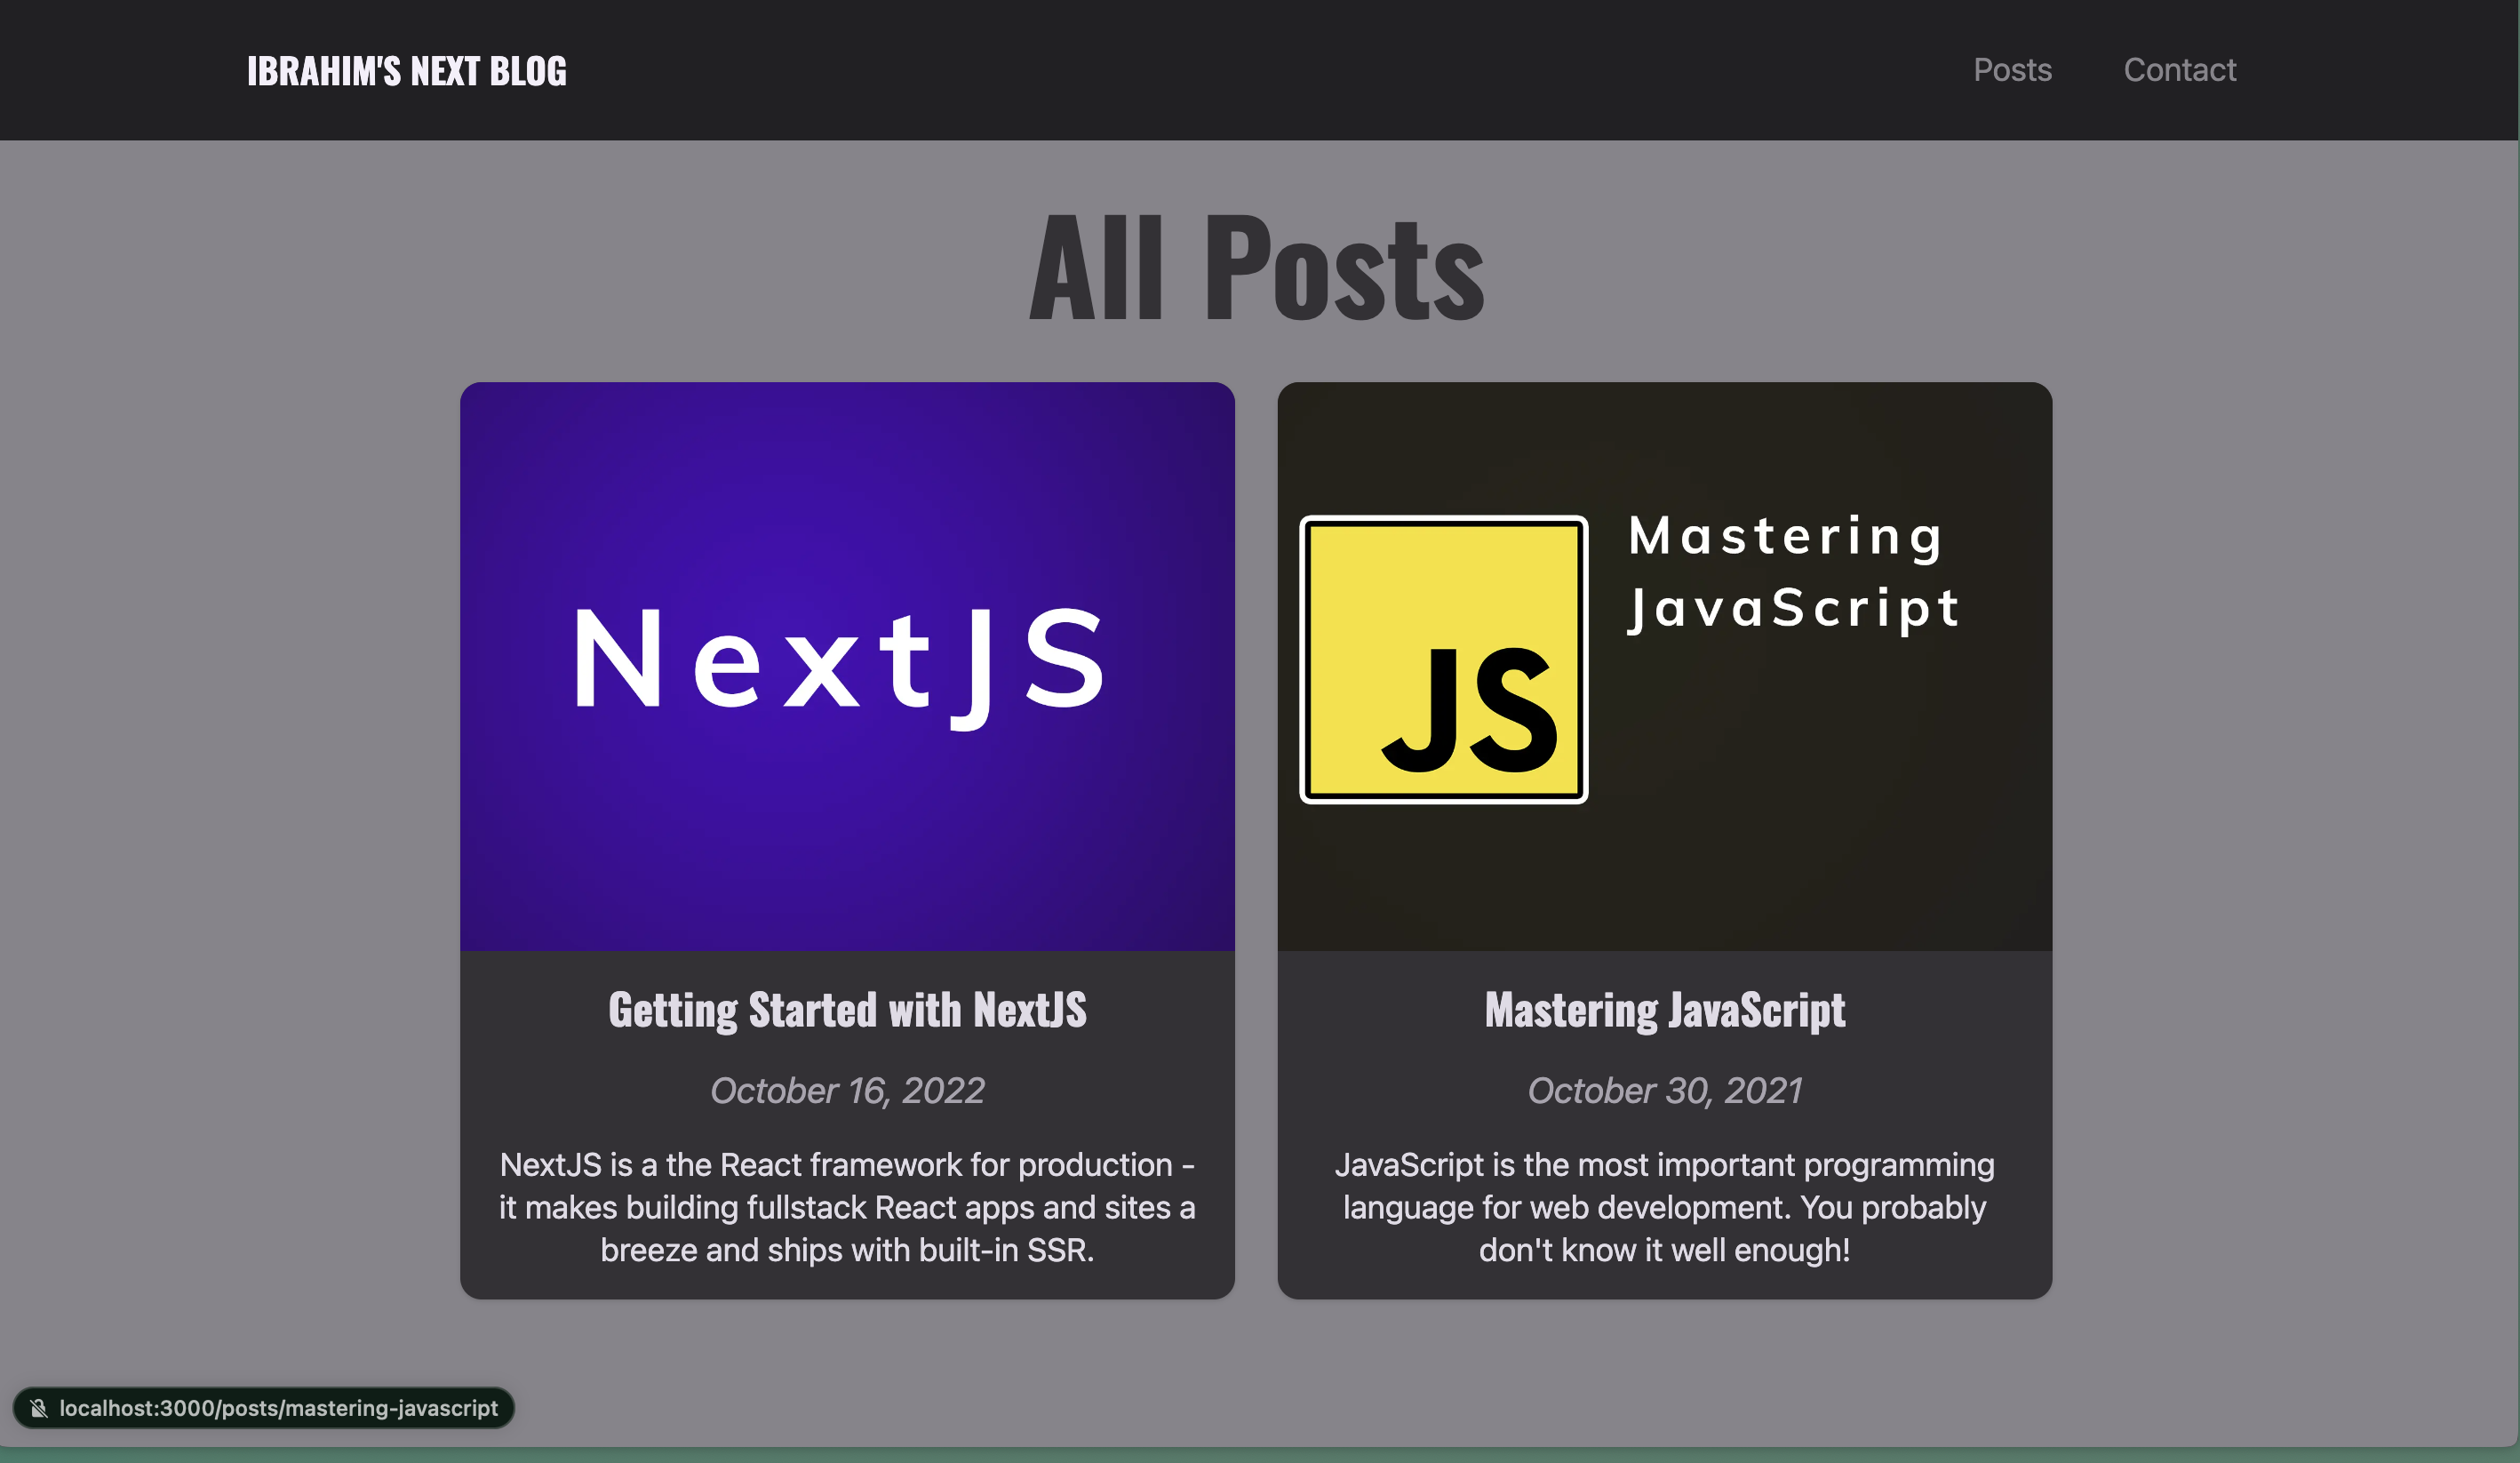 IBRAHIM'S NEXT BLOG
Posts
Contact
All Posts
NextJS
Getting Started with NextJS
October 16, 2022
NextJS is a the React framework for production -
it makes building fullstack React apps and sites a
breeze and ships with built-in SSR.
JS
Mastering
JavaScript
Mastering JavaScript
October 30, 2021
JavaScript is the most important programming
language for web development. You probably
don't know it well enough!
localhost:3000/posts/mastering-javascript